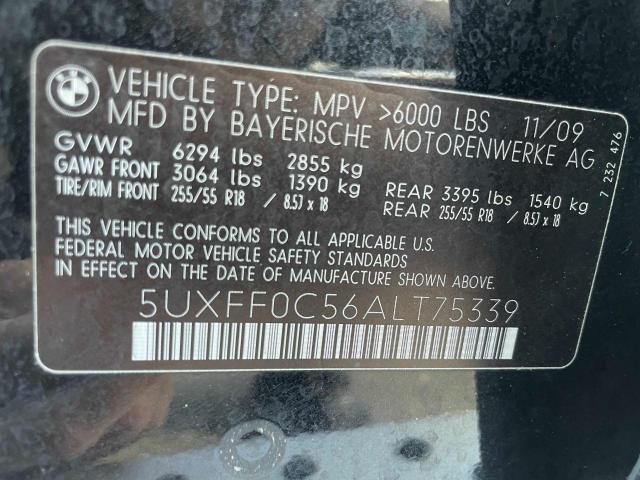 BMW
VEHICLE TYPE: MPV >6000 LBS 11/09
MFD BY BAYERISCHE MOTORENWERKE AG
GVWR 6294 lbs 2855 kg
GAWR FRONT 3064 lbs 1390 kg REAR 3395 lbs 1540 kg
TIRE/RIM FRONT 255/55 R18 / 8.5J x 18 REAR 255/55 R18 / 8.5J x 18
THIS VEHICLE CONFORMS TO ALL APPLICABLE U.S.
FEDERAL MOTOR VEHICLE SAFETY STANDARDS
IN EFFECT ON THE DATE OF MANUFACTURE SHOWN ABOVE.
5UXFF0C56ALT75339
7 232 476